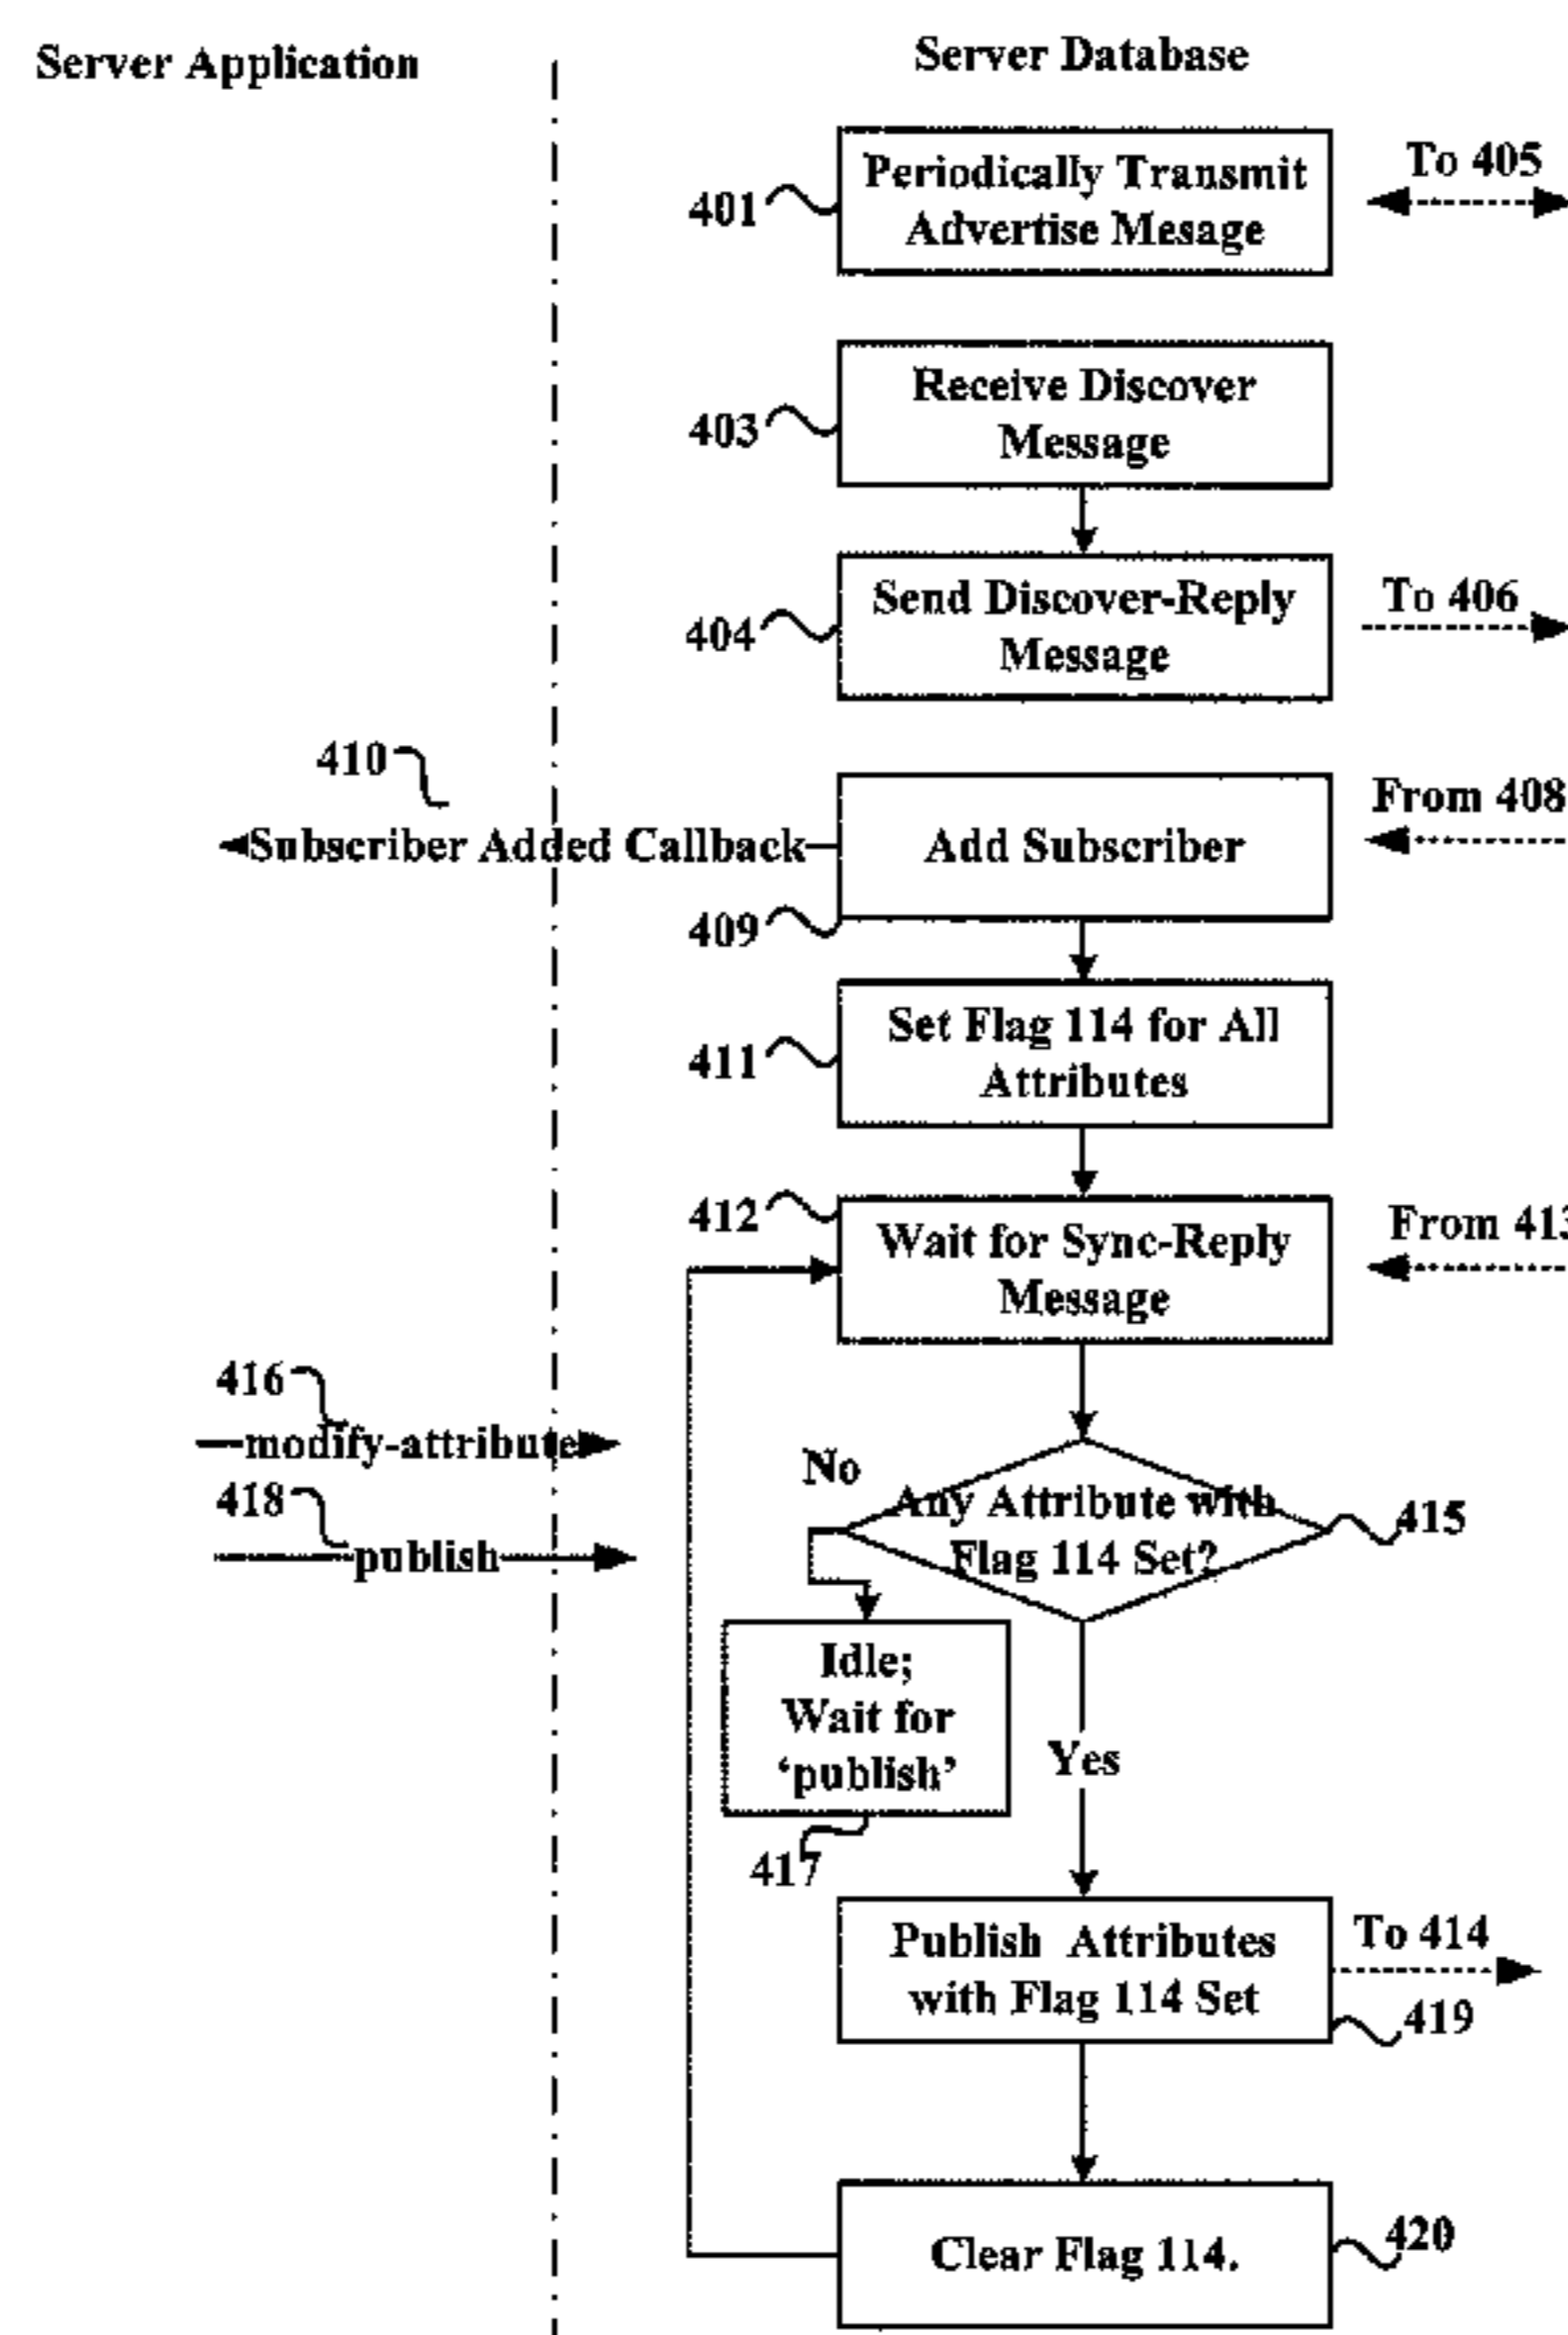 Server Application
Server Database
Periodically Transmit
Advertise Mesage
401
To 405
Receive Discover
Message
403
Send Discover-Reply
Message
404
To 406
410
Subscriber Added Callback
Add Subscriber
From 408
409
Set Flag 114 for All
Attributes
411
412
Wait for Sync-Reply
Message
From 413
416
modify-attribute
418
publish
No
Any Attribute with
Flag 114 Set?
415
Idle;
Wait for
‘publish’
417
Yes
Publish Attributes
with Flag 114 Set
To 414
419
Clear Flag 114.
420